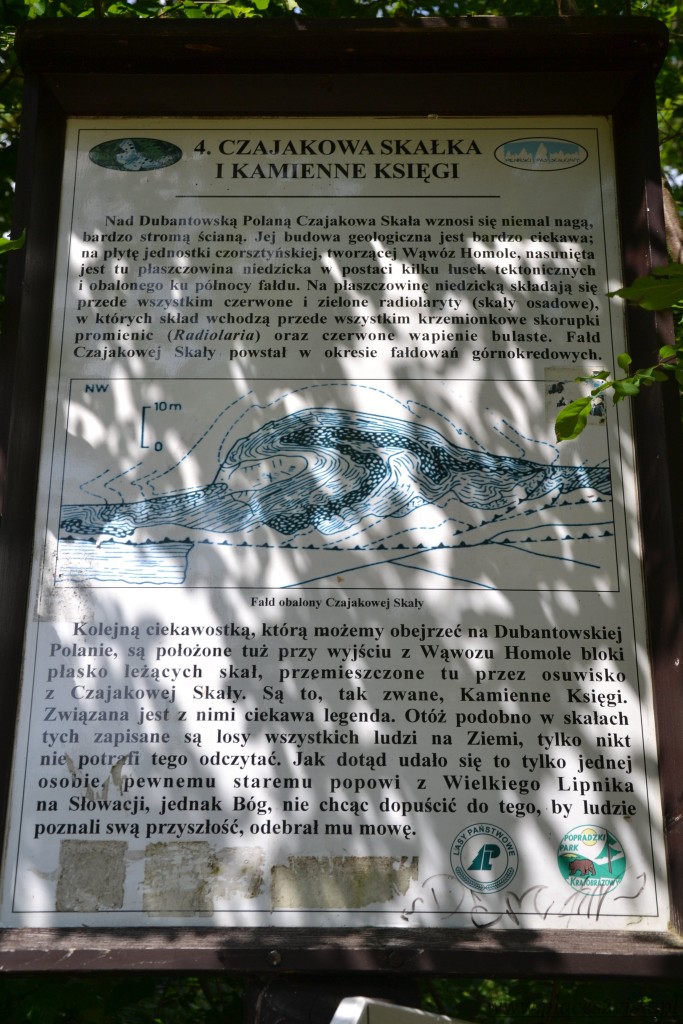 4. CZAJAKOWA SKAŁKA
I KAMIENNE KSIĘGI
Nad Dubantowską Polaną Czajakowa Skała wznosi się niemal nagą,
bardzo stromą ścianą. Jej budowa geologiczna jest bardzo ciekawa;
na płytę jednostki czorsztyńskiej, tworzącej Wąwóz Homole, nasunięta
jest tu płaszczowina niedzicka w postaci kilku łusek tektonicznych
i obalonego ku północy fałdu. Na płaszczowinę niedzicką składają się
przede wszystkim czerwone i zielone radiolaryty (skały osadowe),
w których skład wchodzą przede wszystkim krzemionkowe skorupki
promienic (Radiolaria) oraz czerwone wapienie bulaste. Fałd
Czajakowej Skały powstał w okresie fałdowań górnokredowych.
NW
10 m
0
Fałd obalony Czajakowej Skały
Kolejną ciekawostką, którą możemy obejrzeć na Dubantowskiej
Polanie, są położone tuż przy wyjściu z Wąwozu Homole bloki
płasko leżących skał, przemieszczone tu przez osuwisko
z Czajakowej Skały. Są to, tak zwane, Kamienne Księgi.
Związana jest z nimi ciekawa legenda. Otóż podobno w skałach
tych zapisane są losy wszystkich ludzi na Ziemi, tylko nikt
nie potrafi tego odczytać. Jak dotąd udało się to tylko jednej
osobie, pewnemu staremu popowi z Wielkiego Lipnika
na Słowacji, jednak Bóg, nie chcąc dopuścić do tego, by ludzie
poznali swą przyszłość, odebrał mu mowę.
LASY PAŃSTWOWE
POPRADZKI
PARK
KRAJOBRAZOWY